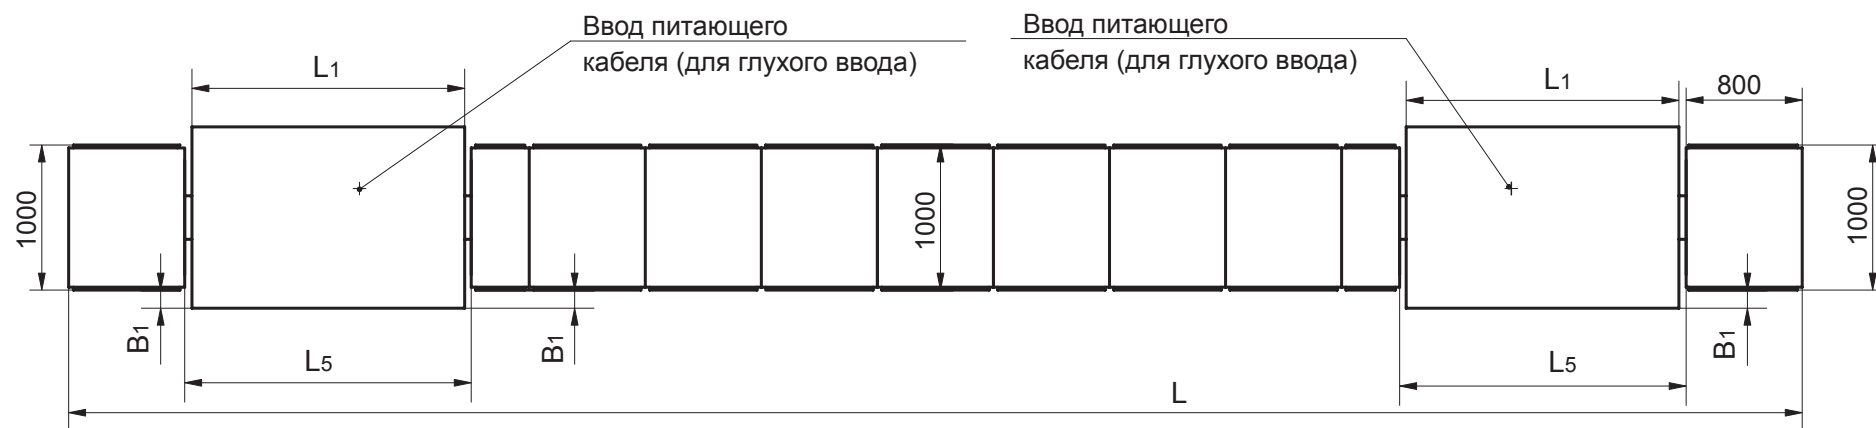 Ввод питающего
кабеля (для глухого ввода)
Ввод питающего
кабеля (для глухого ввода)
L1
L1
800
1000
1000
1000
B1
B1
B1
L5
L5
L